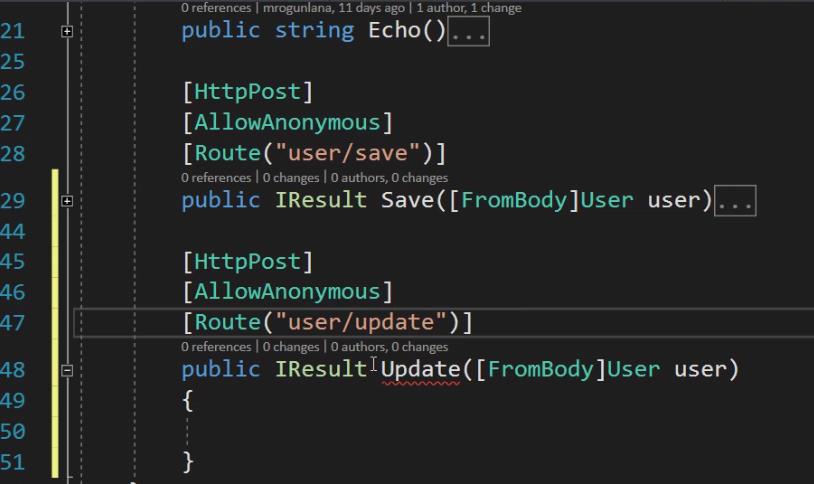 0 references | mrogunlana, 11 days ago | 1 author, 1 change
21 public string Echo()...
25
26 [HttpPost]
27 [AllowAnonymous]
28 [Route("user/save")]
0 references | 0 changes | 0 authors, 0 changes
29 public IResult Save([FromBody]User user)...
44
45 [HttpPost]
46 [AllowAnonymous]
47 [Route("user/update")]
0 references | 0 changes | 0 authors, 0 changes
48 public IResult Update([FromBody]User user)
49 {
50
51 }